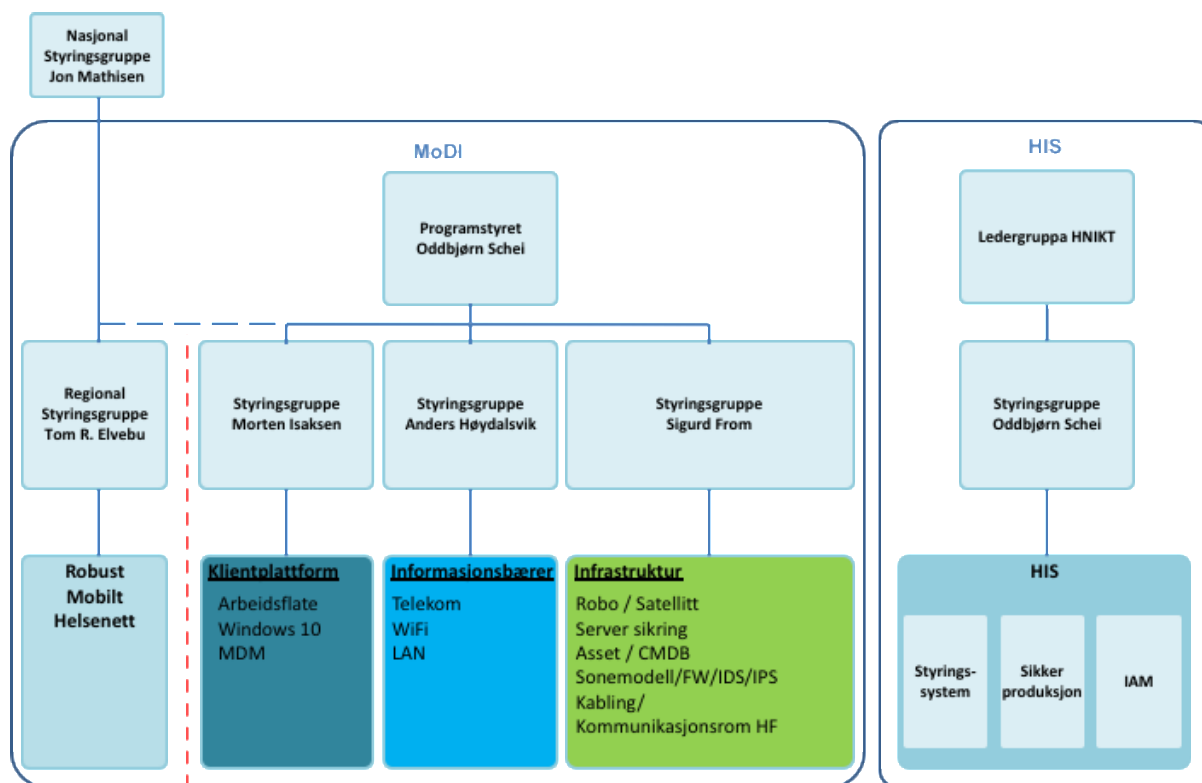 Nasjonal
Styringsgruppe
Jon Mathisen
MoDI
Programstyret
Oddbjørn Schei
Regional
Styringsgruppe
Tom R. Elvebu
Styringsgruppe
Morten Isaksen
Styringsgruppe
Anders Høydalsvik
Styringsgruppe
Sigurd From
Robust
Mobilt
Helsenett
Klientplattform
Arbeidsflate
Windows 10
MDM
Informasjonsbærer
Telekom
WiFi
LAN
Infrastruktur
Robo / Satellitt
Server sikring
Asset / CMDB
Sonemodell/FW/IDS/IPS
Kabling/
Kommunikasjonsrom HF
HIS
Ledergruppa HNIKT
Styringsgruppe
Oddbjørn Schei
HIS
Styrings-
system
Sikker
produksjon
IAM